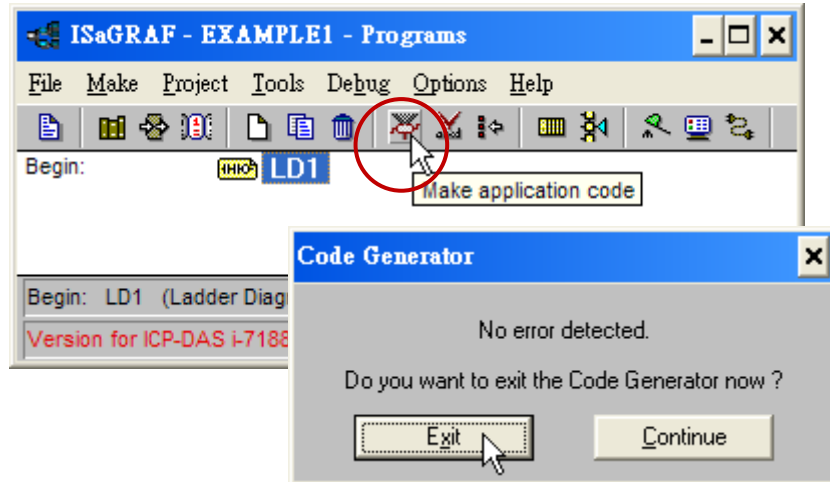 ISaGRAF - EXAMPLE1 - Programs
File Make Project Tools Debug Options Help
Begin: LD1
Make application code
Begin: LD1 (Ladder Diag
Version for ICP-DAS i-7188
Code Generator
No error detected.
Do you want to exit the Code Generator now ?
Exit Continue